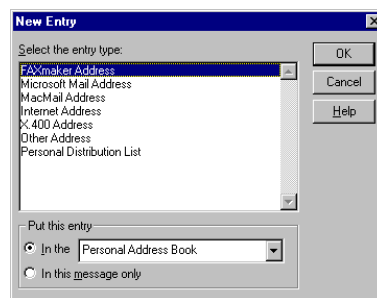 New Entry
Select the entry type:
FAXmaker Address
Microsoft Mail Address
MacMail Address
Internet Address
X.400 Address
Other Address
Personal Distribution List
OK
Cancel
Help
Put this entry
In the Personal Address Book
In this message only